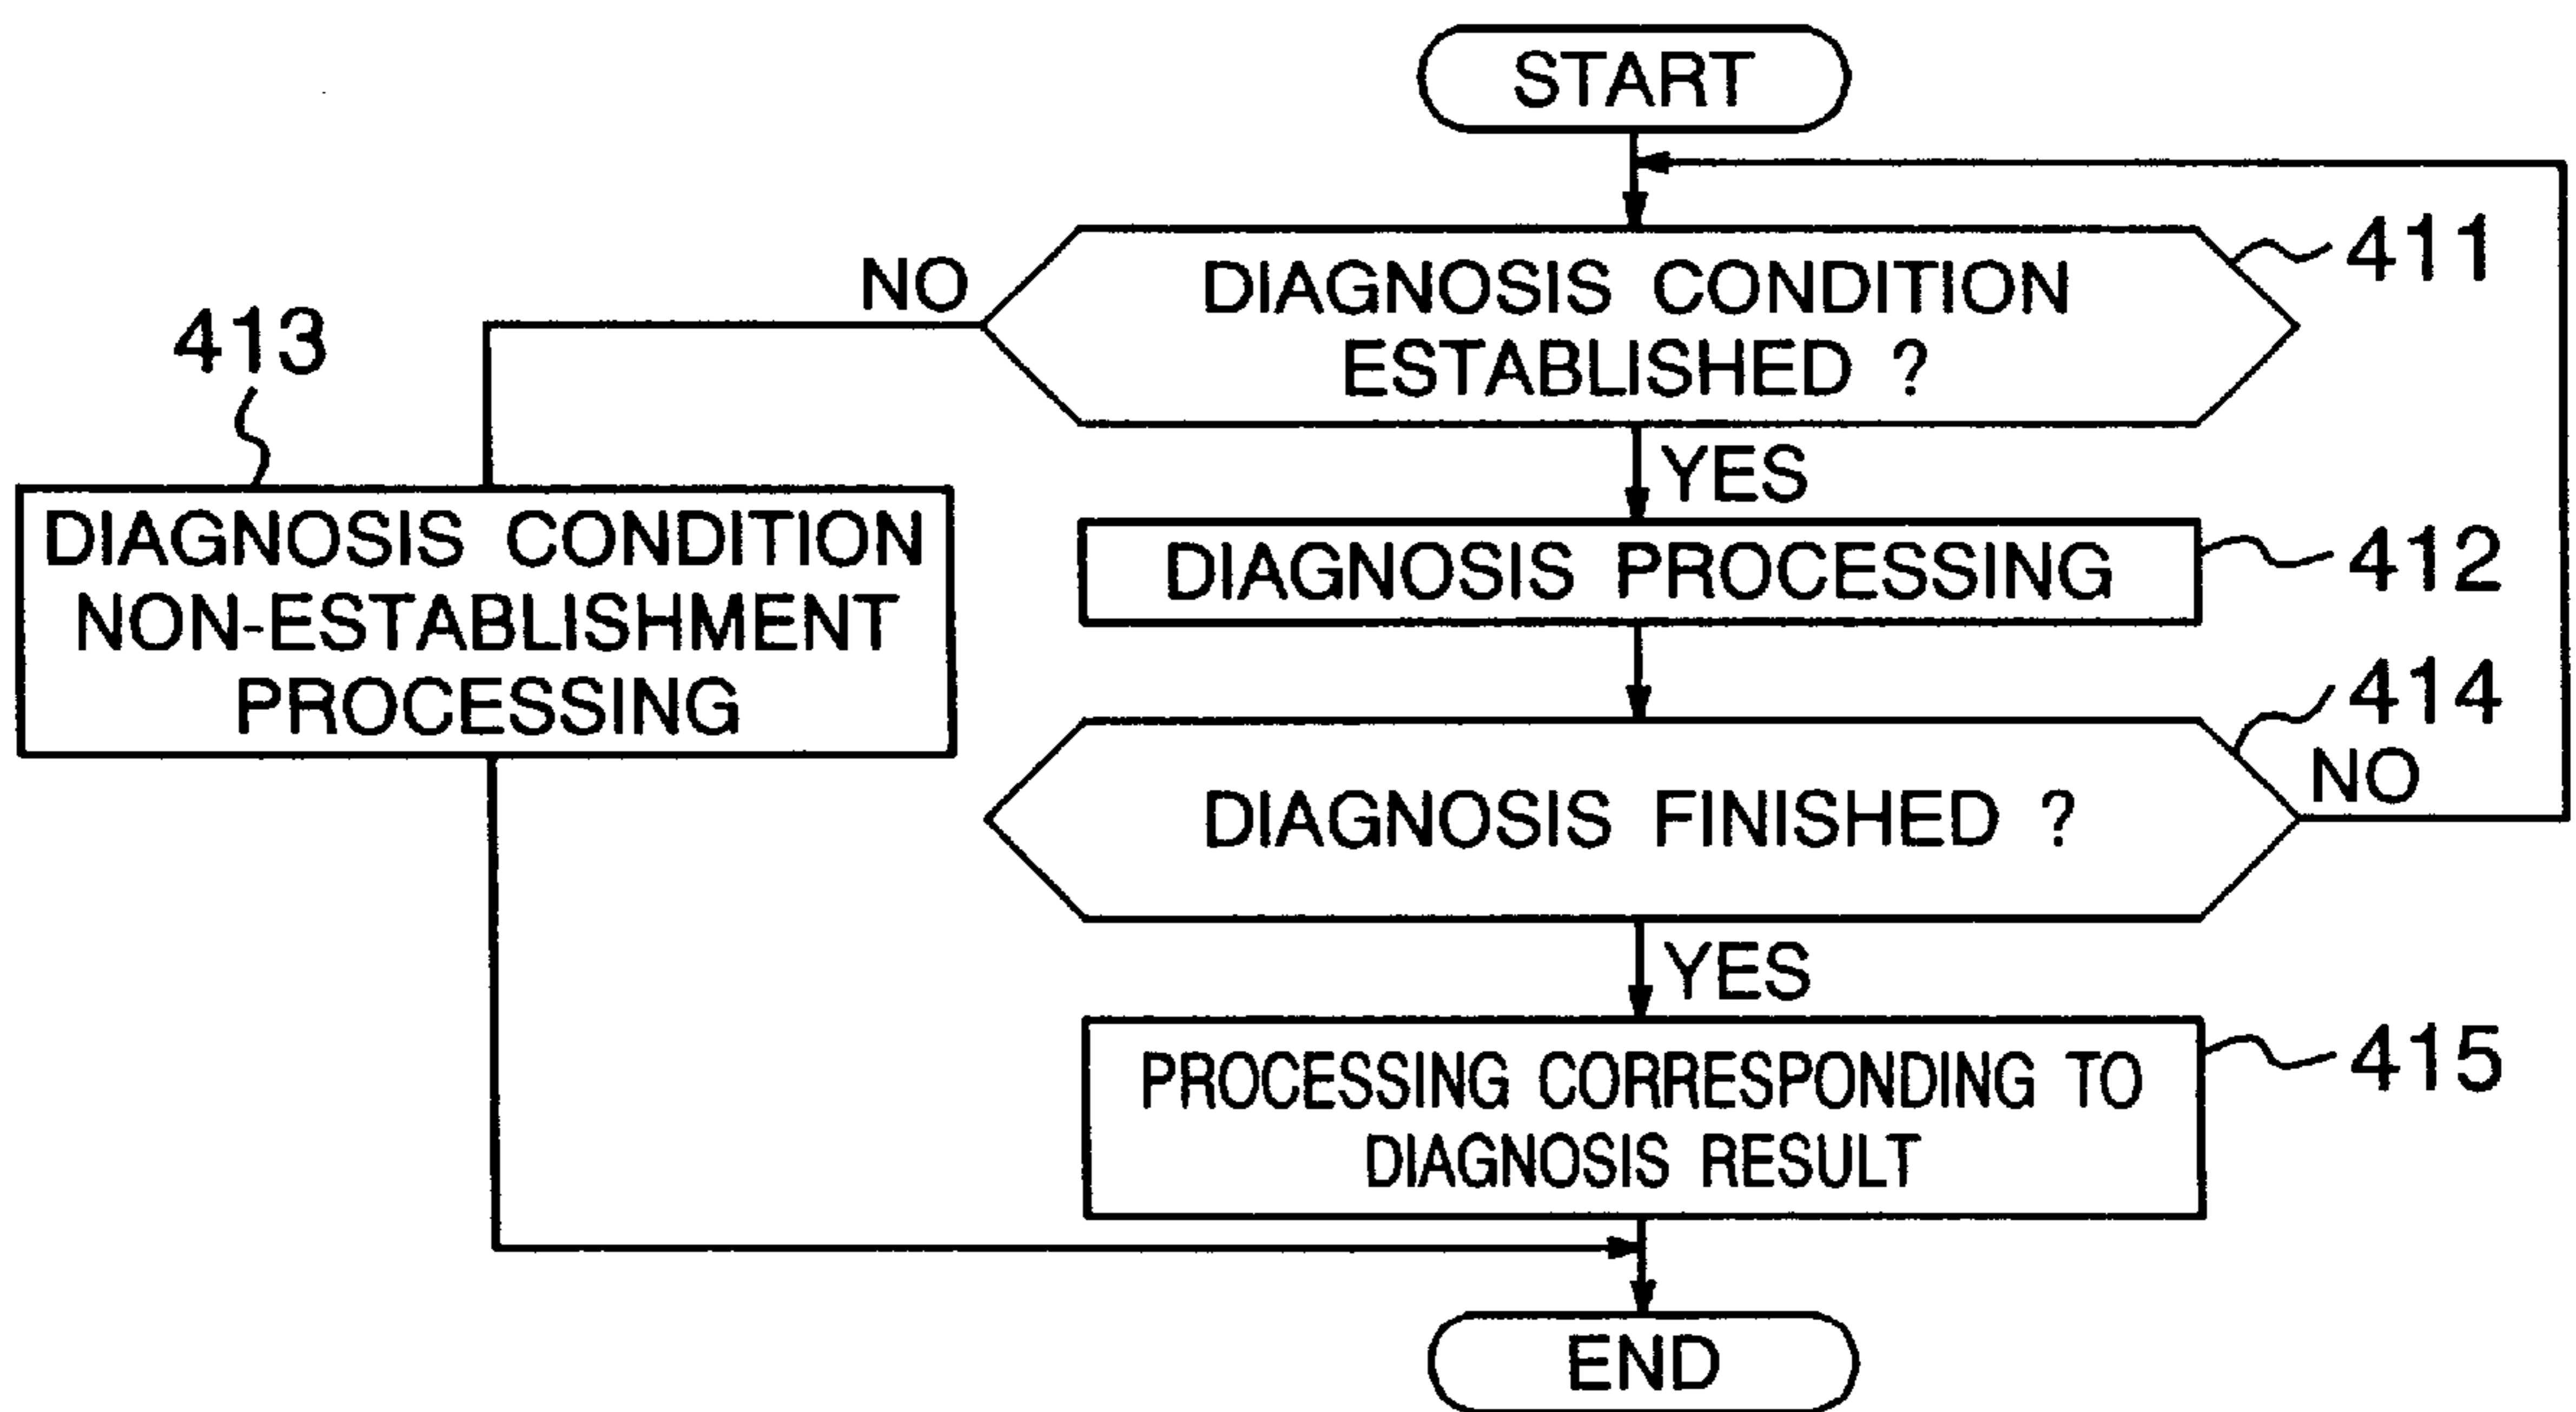 START
411
DIAGNOSIS CONDITION
ESTABLISHED ?
NO
YES
413
DIAGNOSIS CONDITION
NON-ESTABLISHMENT
PROCESSING
412
DIAGNOSIS PROCESSING
414
DIAGNOSIS FINISHED ?
NO
YES
415
PROCESSING CORRESPONDING TO
DIAGNOSIS RESULT
END